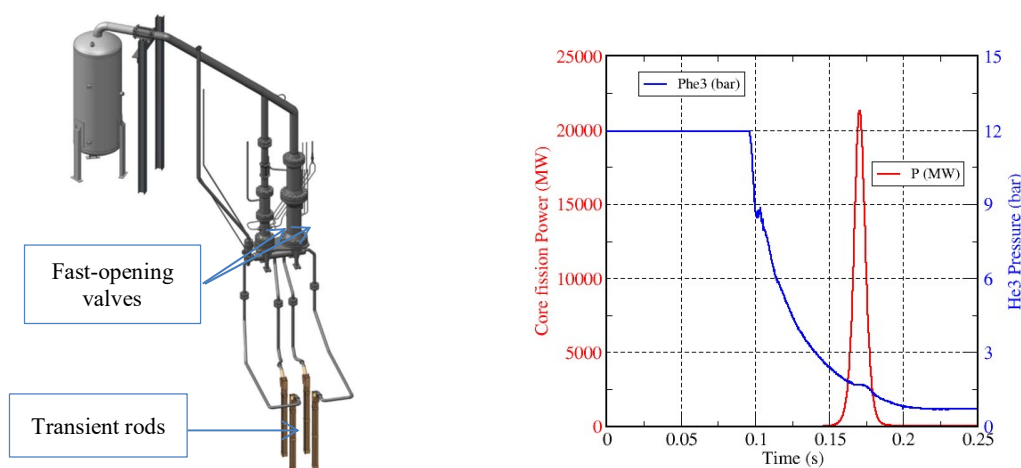 Fast-opening
valves
Transient rods
25000
20000
15000
10000
5000
0
Core fission Power (MW)
Phe3 (bar)
P (MW)
15
12
9
6
3
0
He3 Pressure (bar)
0
0.05
0.1
0.15
0.2
0.25
Time (s)